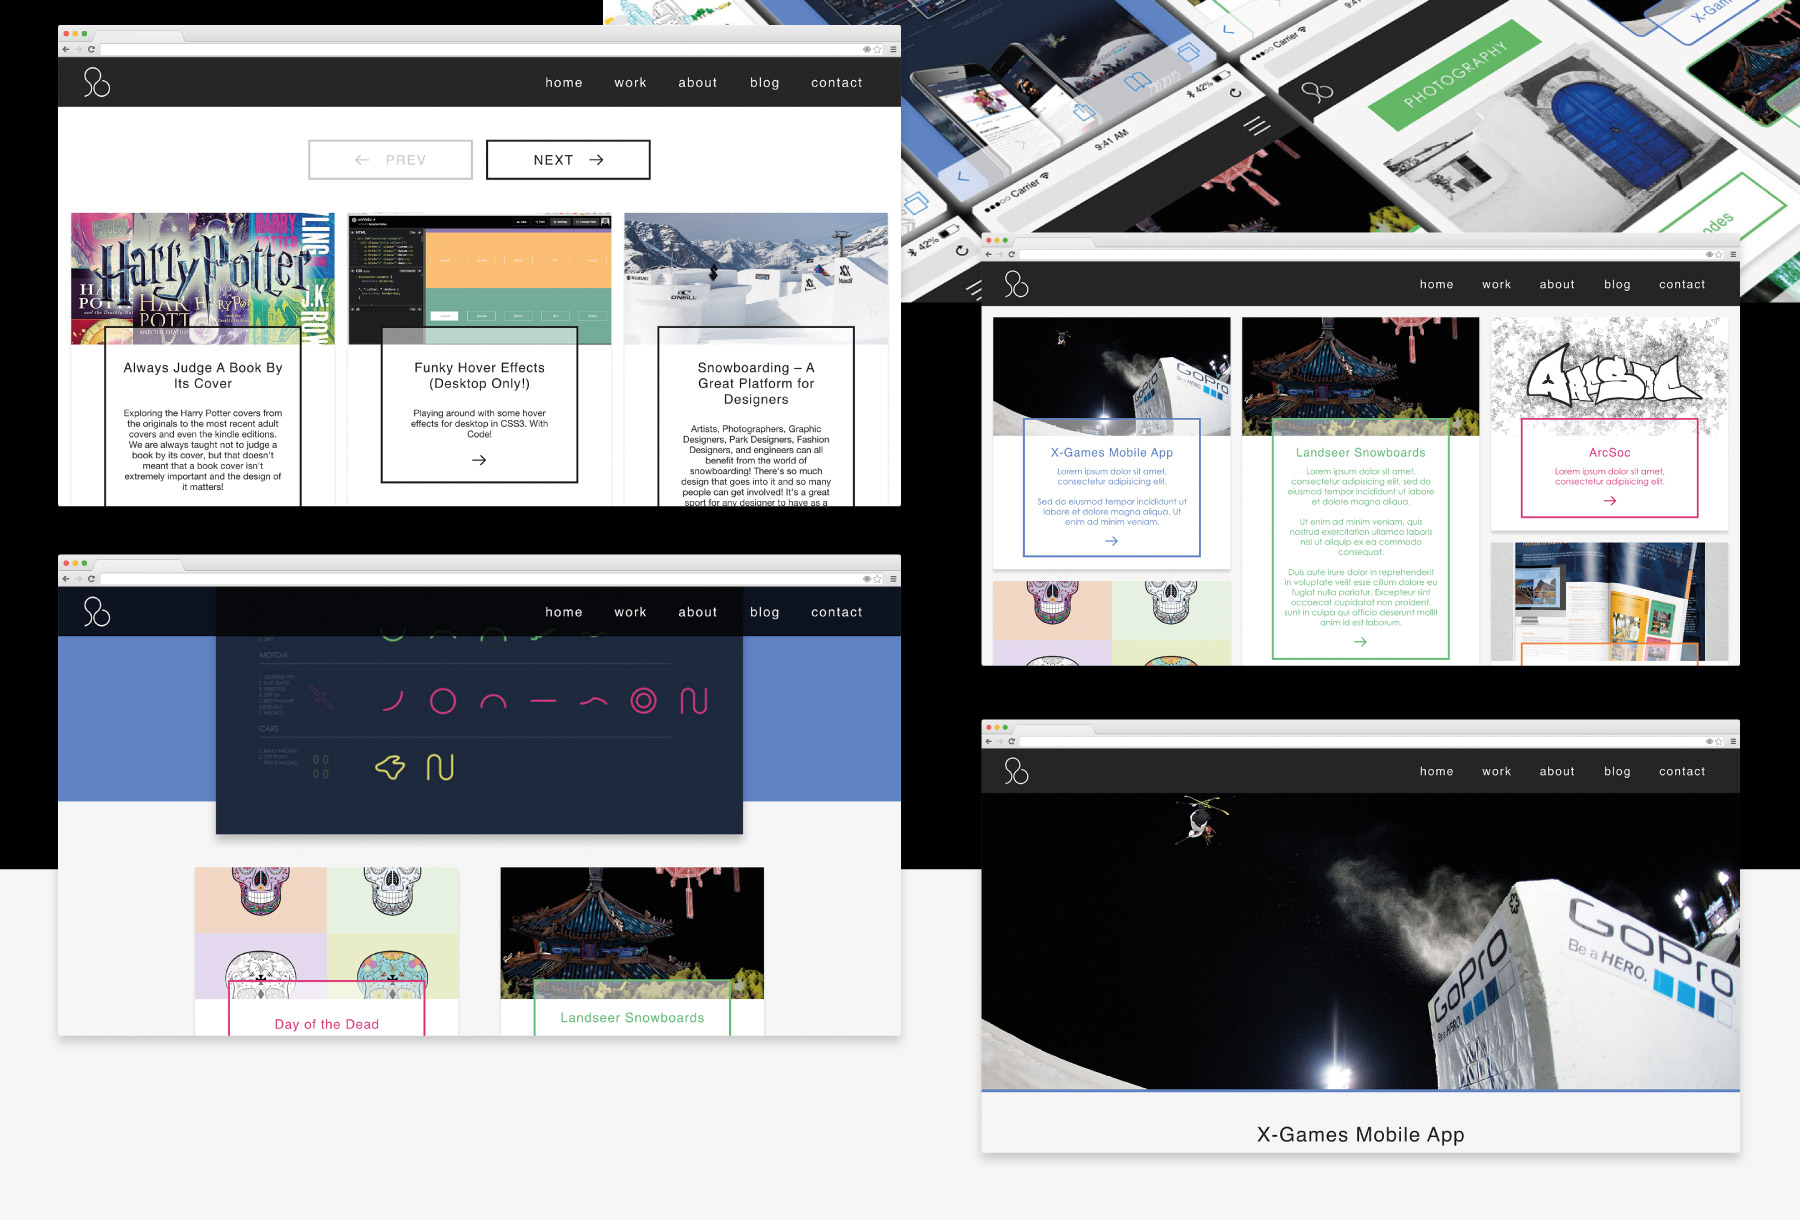 home work about blog contact
PREV
NEXT
Harry Potter
Always Judge A Book By
Its Cover
Exploring the Harry Potter covers from
the originals to the most recent adult
covers and even the kindle editions.
We are always taught not to judge a
book by its cover, but that doesn't
meant that a book cover isn't
extremely important and the design of
it matters!
Funky Hover Effects
(Desktop Only!)
Playing around with some hover
effects for desktop in CSS3. With
Code!
O'NEILL
Snowboarding – A
Great Platform for
Designers
Artists, Photographers, Graphic
Designers, Park Designers, Fashion
Designers, and engineers can all
benefit from the world of
snowboarding! There's so much
design that goes into it and so many
people can get involved! It's a great
sport for any designer to have as a
42%
9:41 AM
Carrier
Carrier
PHOTOGRAPHY
42%
home work about blog contact
GoPro
Be a HERO.
GoPro
X-Games Mobile App
Lorem ipsum dolor sit amet,
consectetur adipisicing elit.
Sed do eiusmod tempor incididunt ut
labore et dolore magna aliqua. Ut
enim ad minim veniam.
Landseer Snowboards
Lorem ipsum dolor sit amet,
consectetur adipisicing elit, sed do
eiusmod tempor incididunt ut labore
et dolore magna aliqua.
Ut enim ad minim veniam, quis
nostrud exercitation ullamco laboris
nisi ut aliquip ex ea commodo
consequat.
Duis aute irure dolor in reprehenderit
in voluptate velit esse cillum dolore eu
fugiat nulla pariatur. Excepteur sint
occaecat cupidatat non proident,
sunt in culpa qui officia deserunt mollit
anim id est laborum.
ArcSoc
ArcSoc
Lorem ipsum dolor sit amet,
consectetur adipisicing elit.
home work about blog contact
MOTO-X
CARS
Day of the Dead
Landseer Snowboards
home work about blog contact
GoPro
Be a HERO.
GoPro
Be a HERO.
X-Games Mobile App